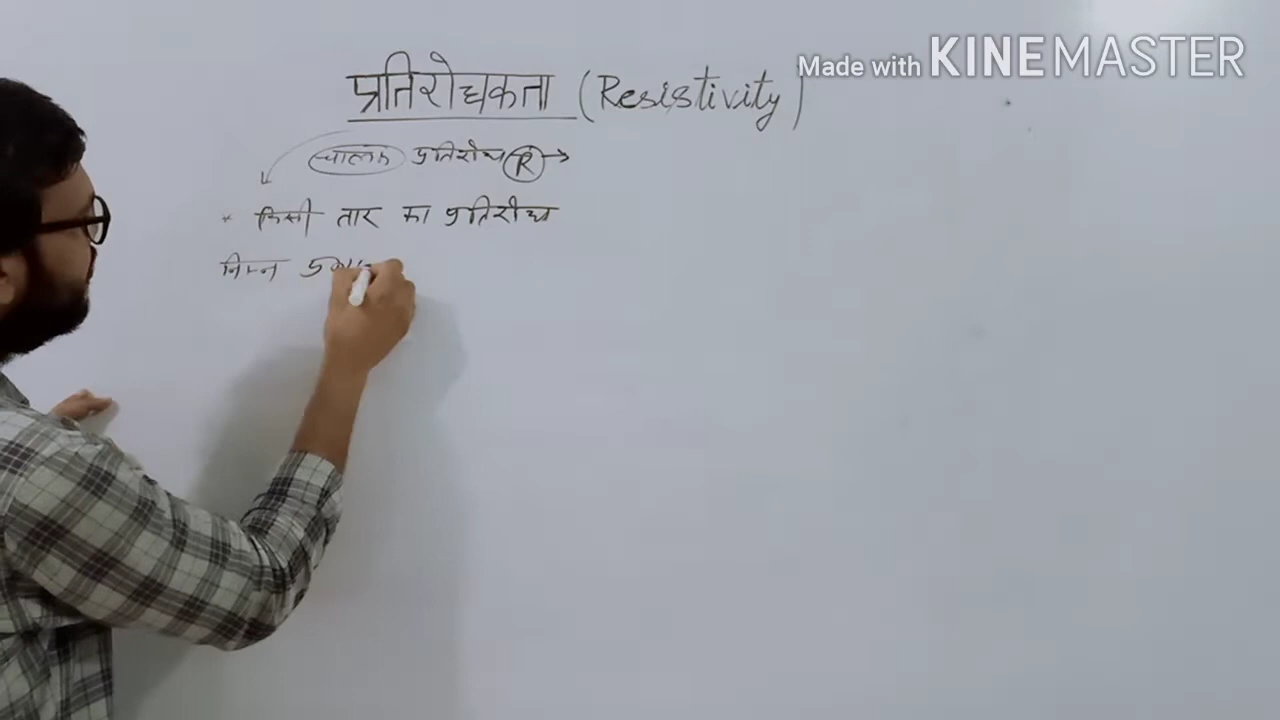 Made with KINEMASTER
प्रतिरोधकता (Resistivity)
चालक प्रतिरोध R →
* किसी तार का प्रतिरोध
निम्न